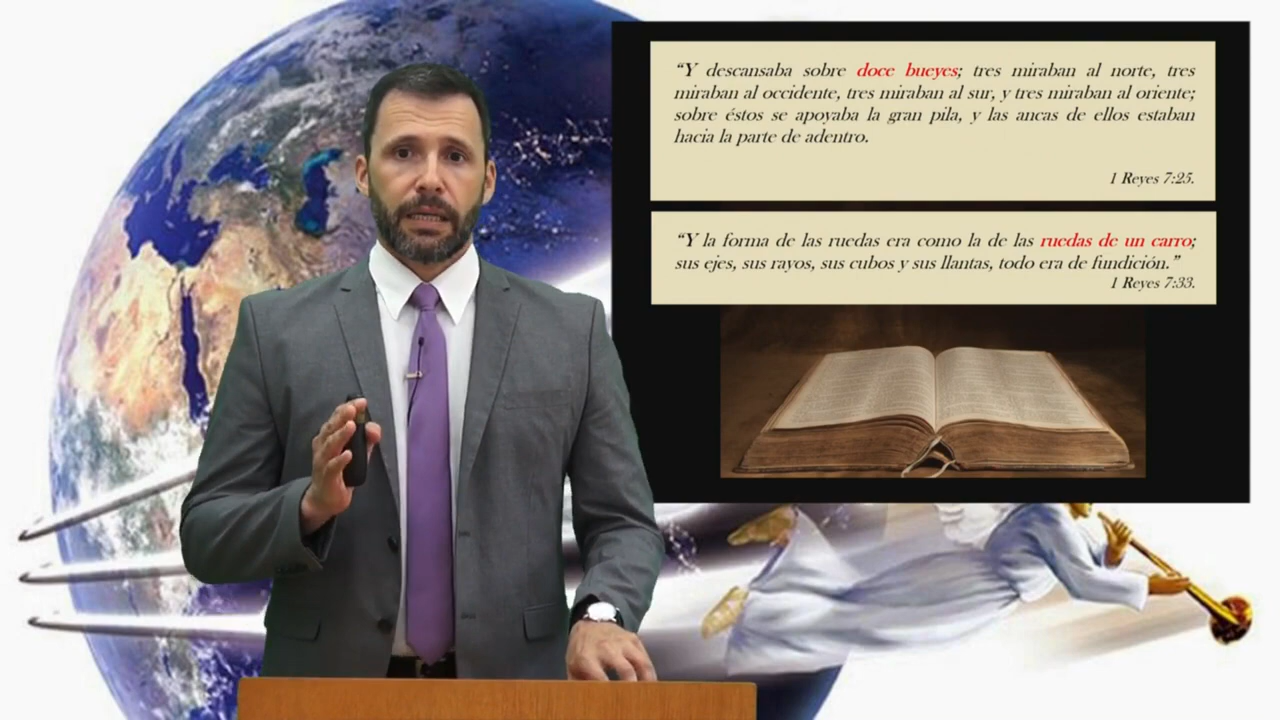 “Y descansaba sobre doce bueyes; tres miraban al norte, tres
miraban al occidente, tres miraban al sur, y tres miraban al oriente;
sobre éstos se apoyaba la gran pila, y las ancas de ellos estaban
hacia la parte de adentro.
1 Reyes 7:25.
“Y la forma de las ruedas era como la de las ruedas de un carro;
sus ejes, sus rayos, sus cubos y sus llantas, todo era de fundición.”
1 Reyes 7:33.